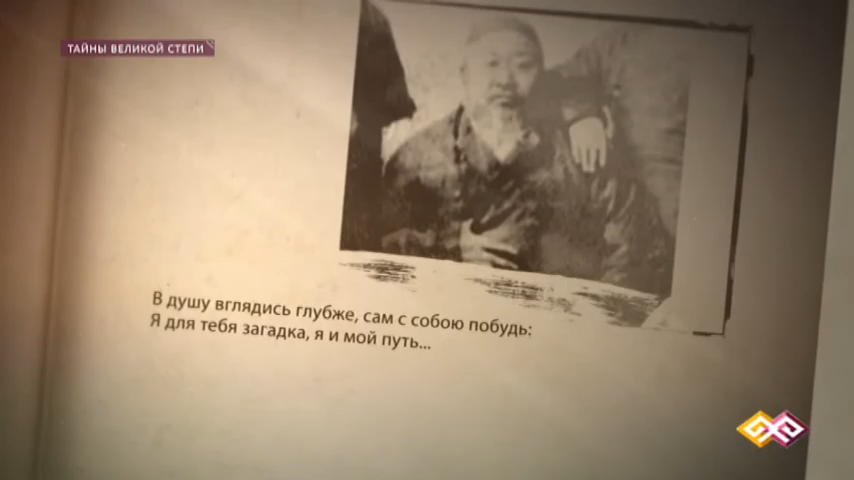 ТАЙНЫ ВЕЛИКОЙ СТЕПИ
В душу вглядись глубже, сам с собою побудь:
Я для тебя загадка, я и мой путь...